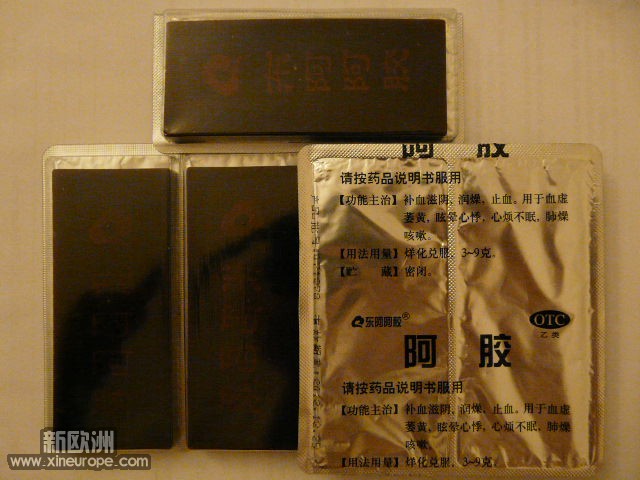 东阿阿胶
阿 胶
请按药品说明书服用
【功能主治】 补血滋阴，润燥，止血。用于血虚
萎黄，眩晕心悸，心烦不眠，肺燥
咳嗽。
【用法用量】 烊化兑服，3~9克。
【贮 藏】 密闭。
东阿阿胶®
OTC
乙类
阿 胶
请按药品说明书服用
【功能主治】 补血滋阴，润燥，止血。用于血虚
萎黄，眩晕心悸，心烦不眠，肺燥
咳嗽。
【用法用量】 烊化兑服，3~9克。
新欧洲
www.xineurope.com